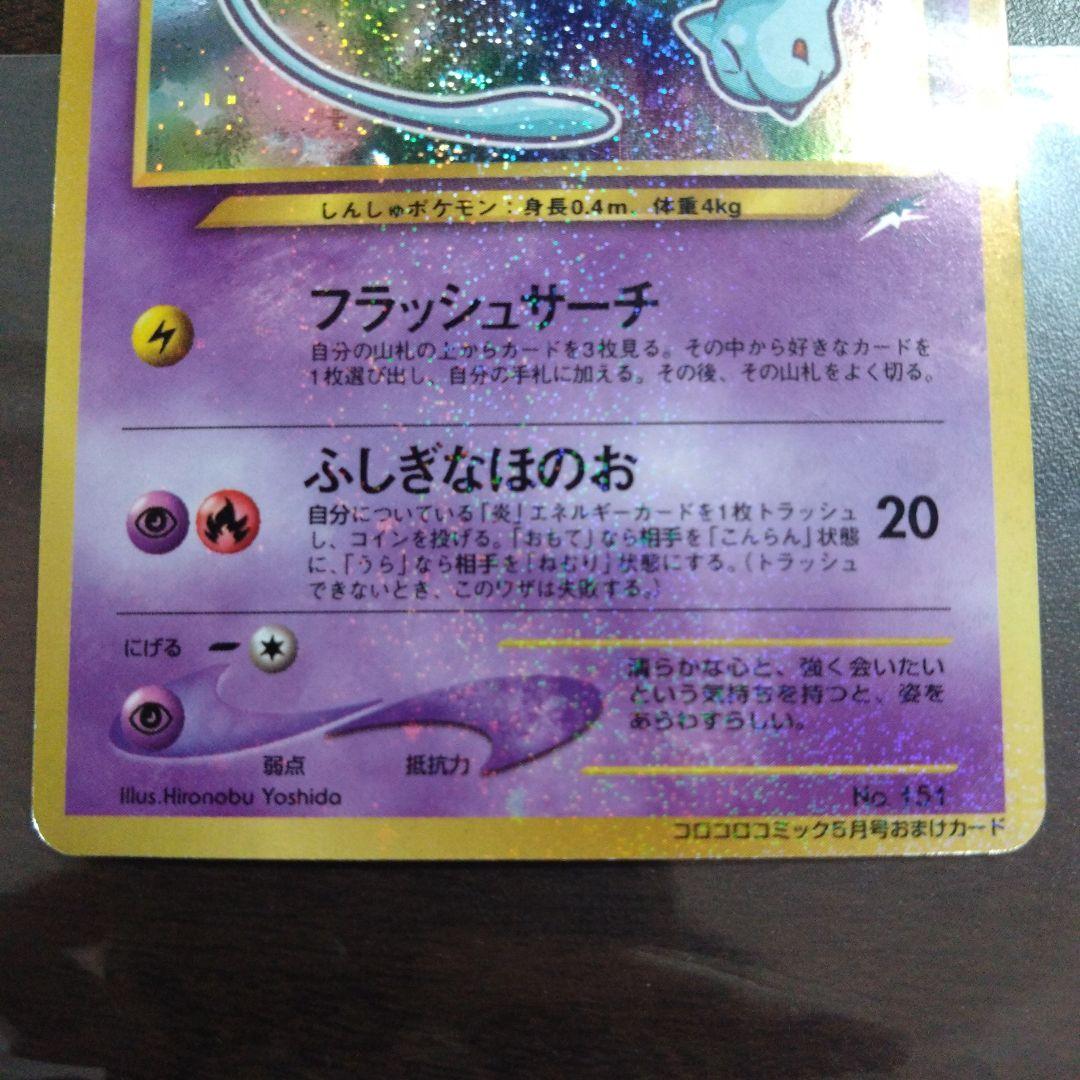 しんしゅポケモン：身長0.4m　体重4kg
フラッシュサーチ
自分の山札の上からカードを3枚見る。その中から好きなカードを
1枚選び出し、自分の手札に加える。その後、その山札をよく切る。
ふしぎなほのお
20
自分についている「炎」エネルギーカードを1枚トラッシュ
し、コインを投げる。「おもて」なら相手を「こんらん」状態
に、「うら」なら相手を「ねむり」状態にする。（トラッシュ
できないとき、このワザは失敗する。）
にげる
清らかな心と、強く会いたい
という気持ちを持つと、姿を
あらわすらしい。
弱点
抵抗力
Illus.Hironobu Yoshida
No.151
コロコロコミック5月号おまけカード